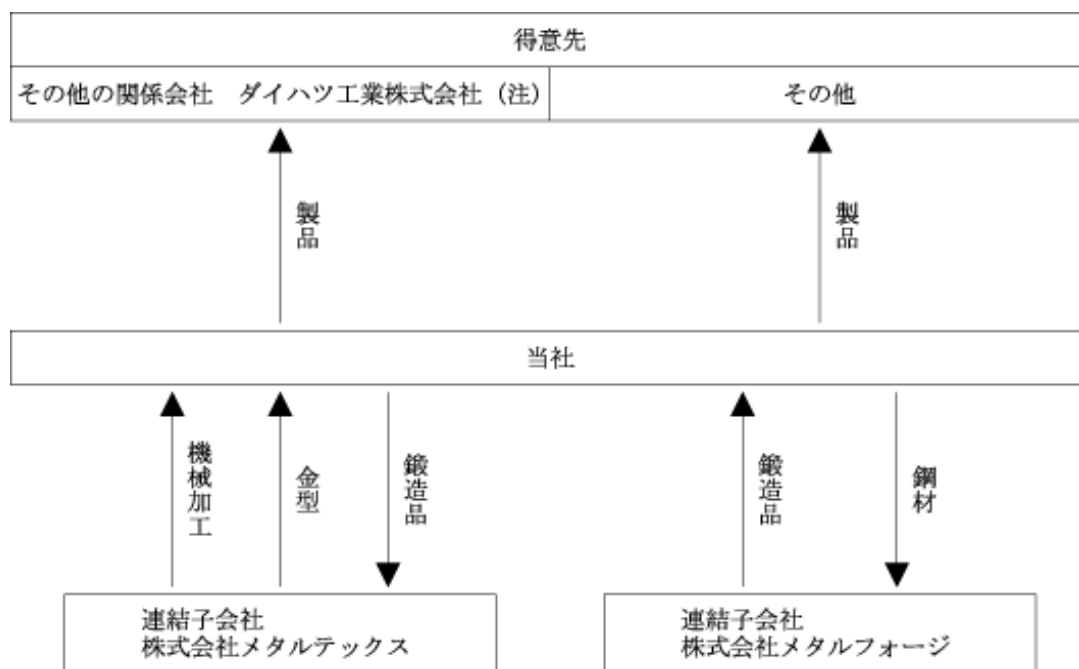 得意先
その他の関係会社　ダイハツ工業株式会社（注）
その他
製品
製品
当社
機械加工
金型
鍛造品
鍛造品
鋼材
連結子会社
株式会社メタルテックス
連結子会社
株式会社メタルフォージ